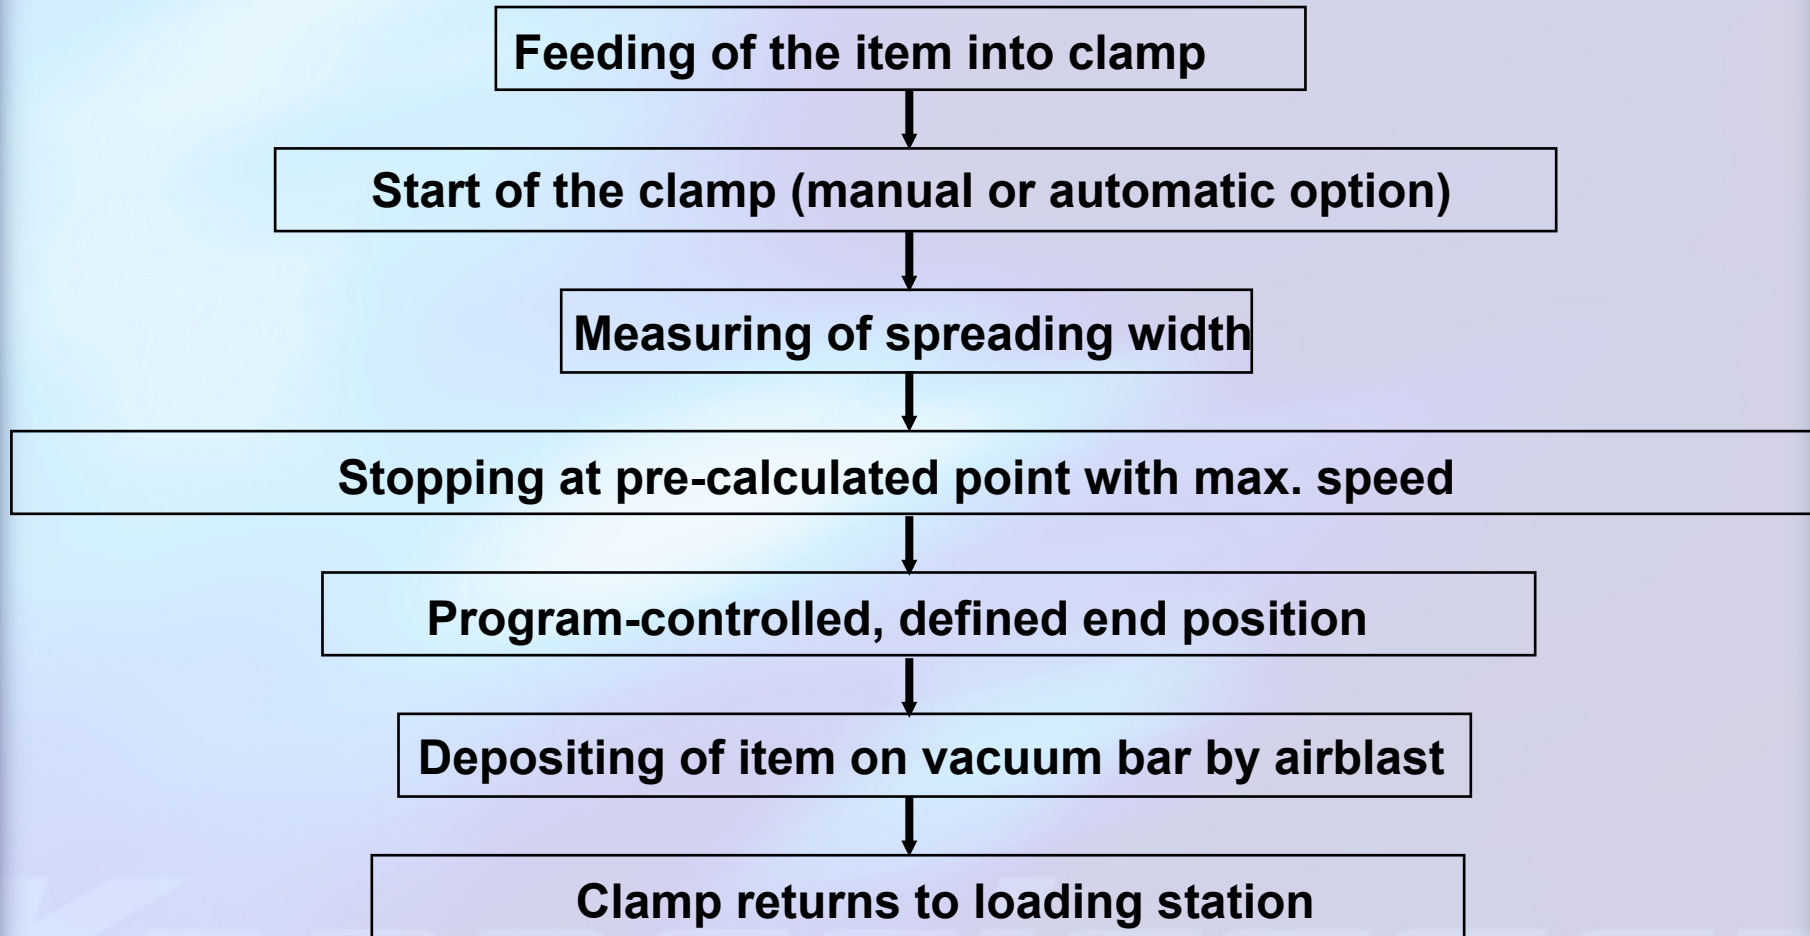 Feeding of the item into clamp
Start of the clamp (manual or automatic option)
Measuring of spreading width
Stopping at pre-calculated point with max. speed
Program-controlled, defined end position
Depositing of item on vacuum bar by airblast
Clamp returns to loading station